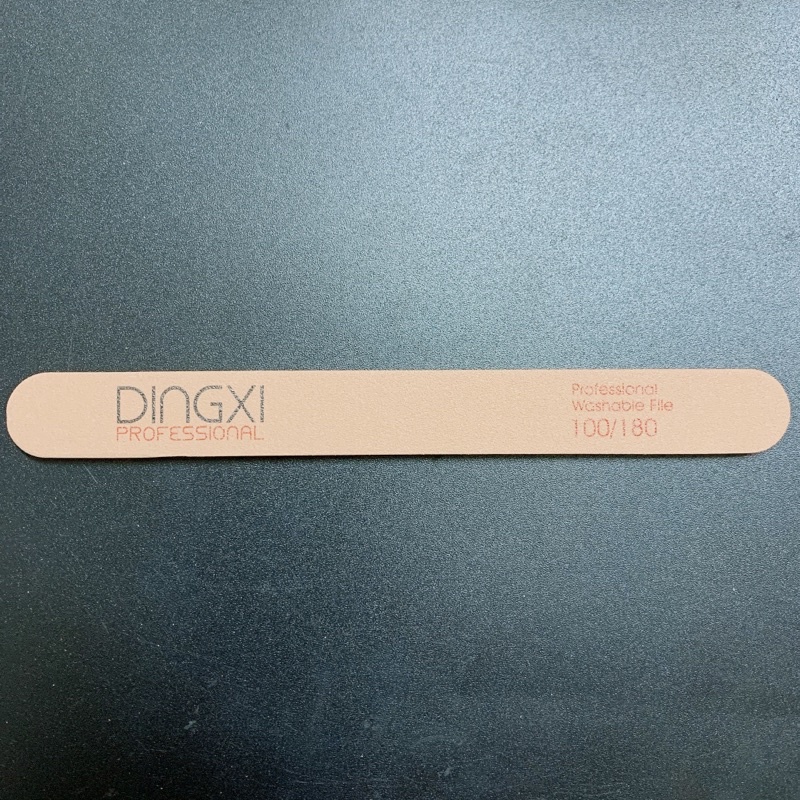 DINGXI
PROFESSIONAL
Professional
Washable File
100/180